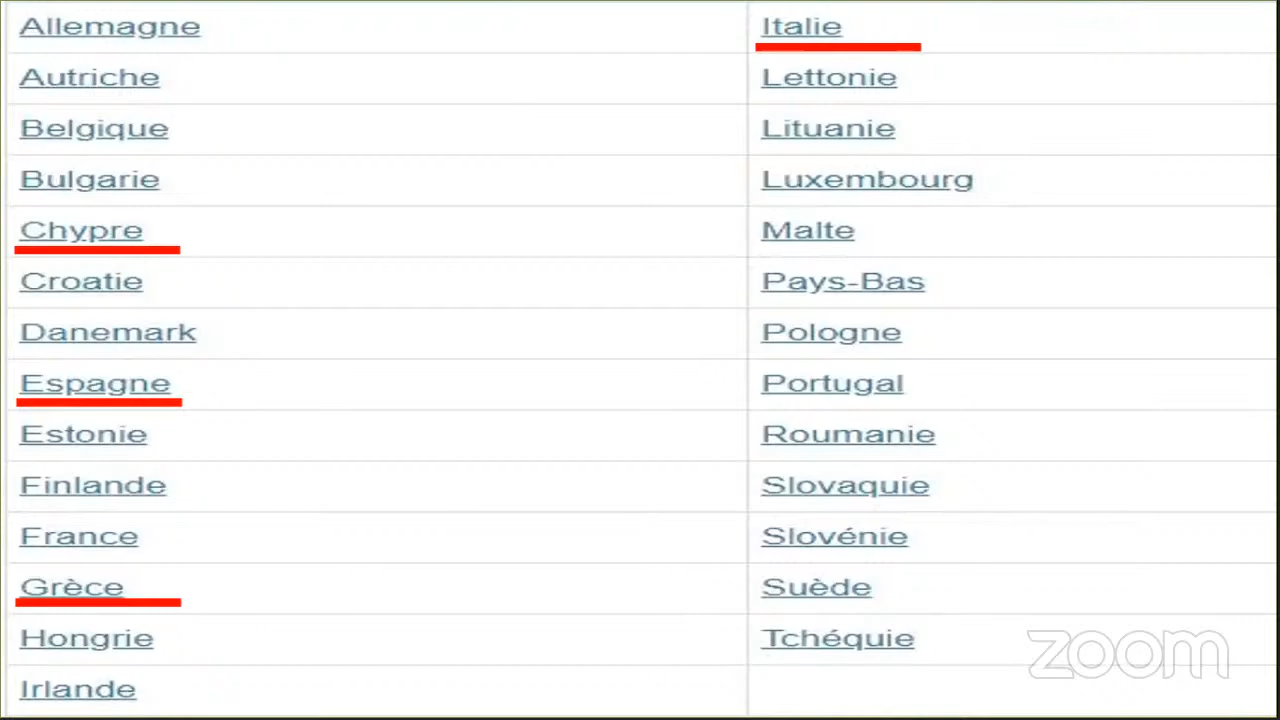 Allemagne
Autriche
Belgique
Bulgarie
Chypre
Croatie
Danemark
Espagne
Estonie
Finlande
France
Grèce
Hongrie
Irlande
Italie
Lettonie
Lituanie
Luxembourg
Malte
Pays-Bas
Pologne
Portugal
Roumanie
Slovaquie
Slovénie
Suède
Tchéquie
zoom